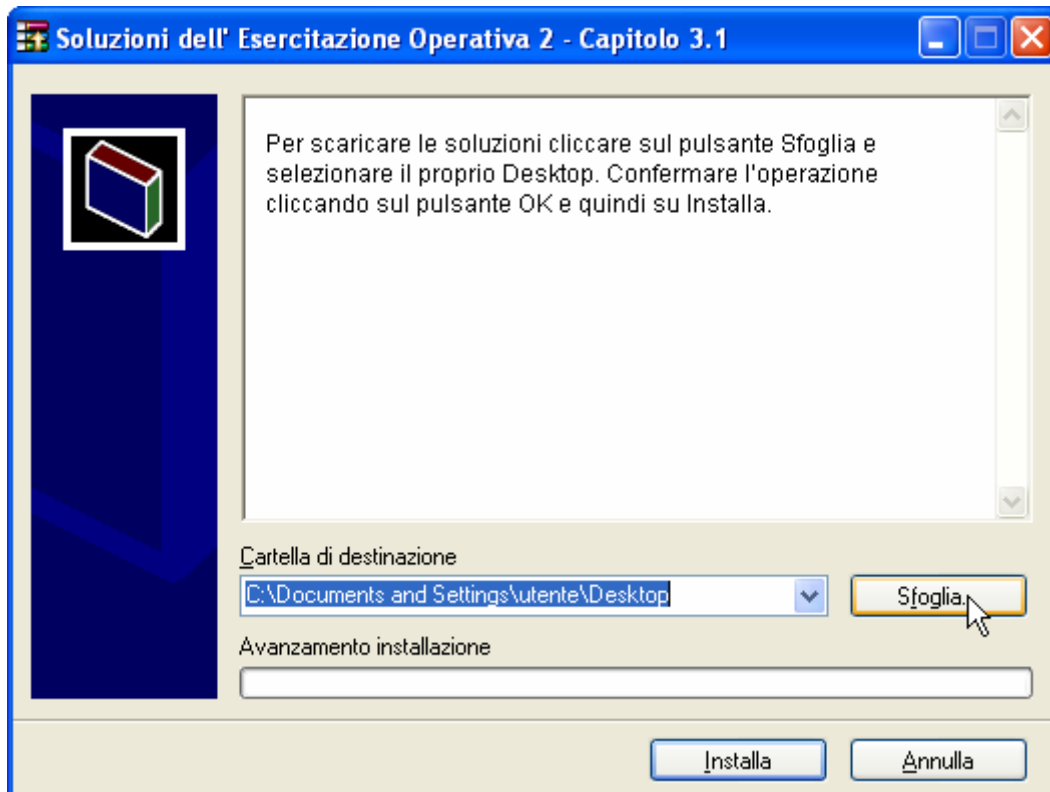 Soluzioni dell' Esercitazione Operativa 2 - Capitolo 3.1
Per scaricare le soluzioni cliccare sul pulsante Sfoglia e
selezionare il proprio Desktop. Confermare l'operazione
cliccando sul pulsante OK e quindi su Installa.
Cartella di destinazione
C:\Documents and Settings\utente\Desktop
Sfoglia...
Avanzamento installazione
Installa
Annulla